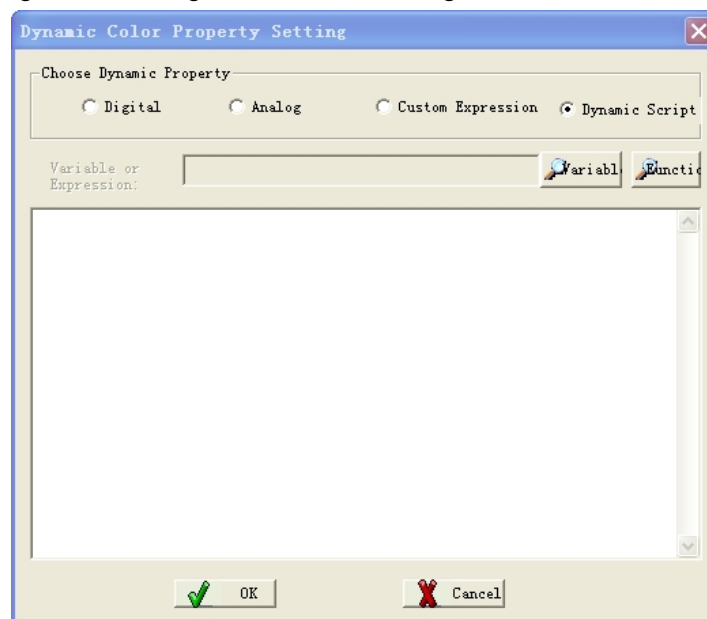 Dynamic Color Property Setting
Choose Dynamic Property
Digital Analog Custom Expression Dynamic Script
Variable or
Expression:
Variabl Functic
OK Cancel